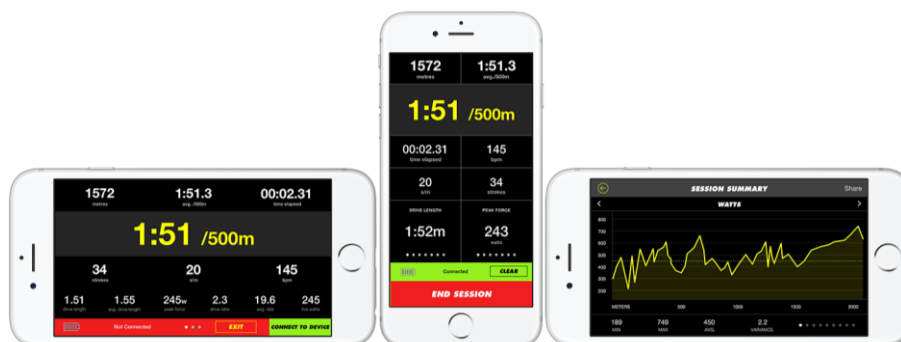 1572 1:51.3 00:02.31
metres avg./500m time elapsed
1:51 /500m
34 20 145
strokes s/m bpm
1.51 1.55 245w 2.3 19.6 245
drive length avg. drive length peak force drive ratio avg. rate live watts
Not Connected EXIT CONNECT TO DEVICE
1572 1:51.3
metres avg./500m
1:51 /500m
00:02.31 145
time elapsed bpm
20 34
s/m strokes
DRIVE LENGTH PEAK FORCE
1:52m 243
watts
Connected CLEAR
END SESSION
SESSION SUMMARY Share
WATTS
800
700
600
500
400
300
200
METERS 500 1000 1500 2000
189 749 450 2.2
MIN MAX AVG. VARIANCE.